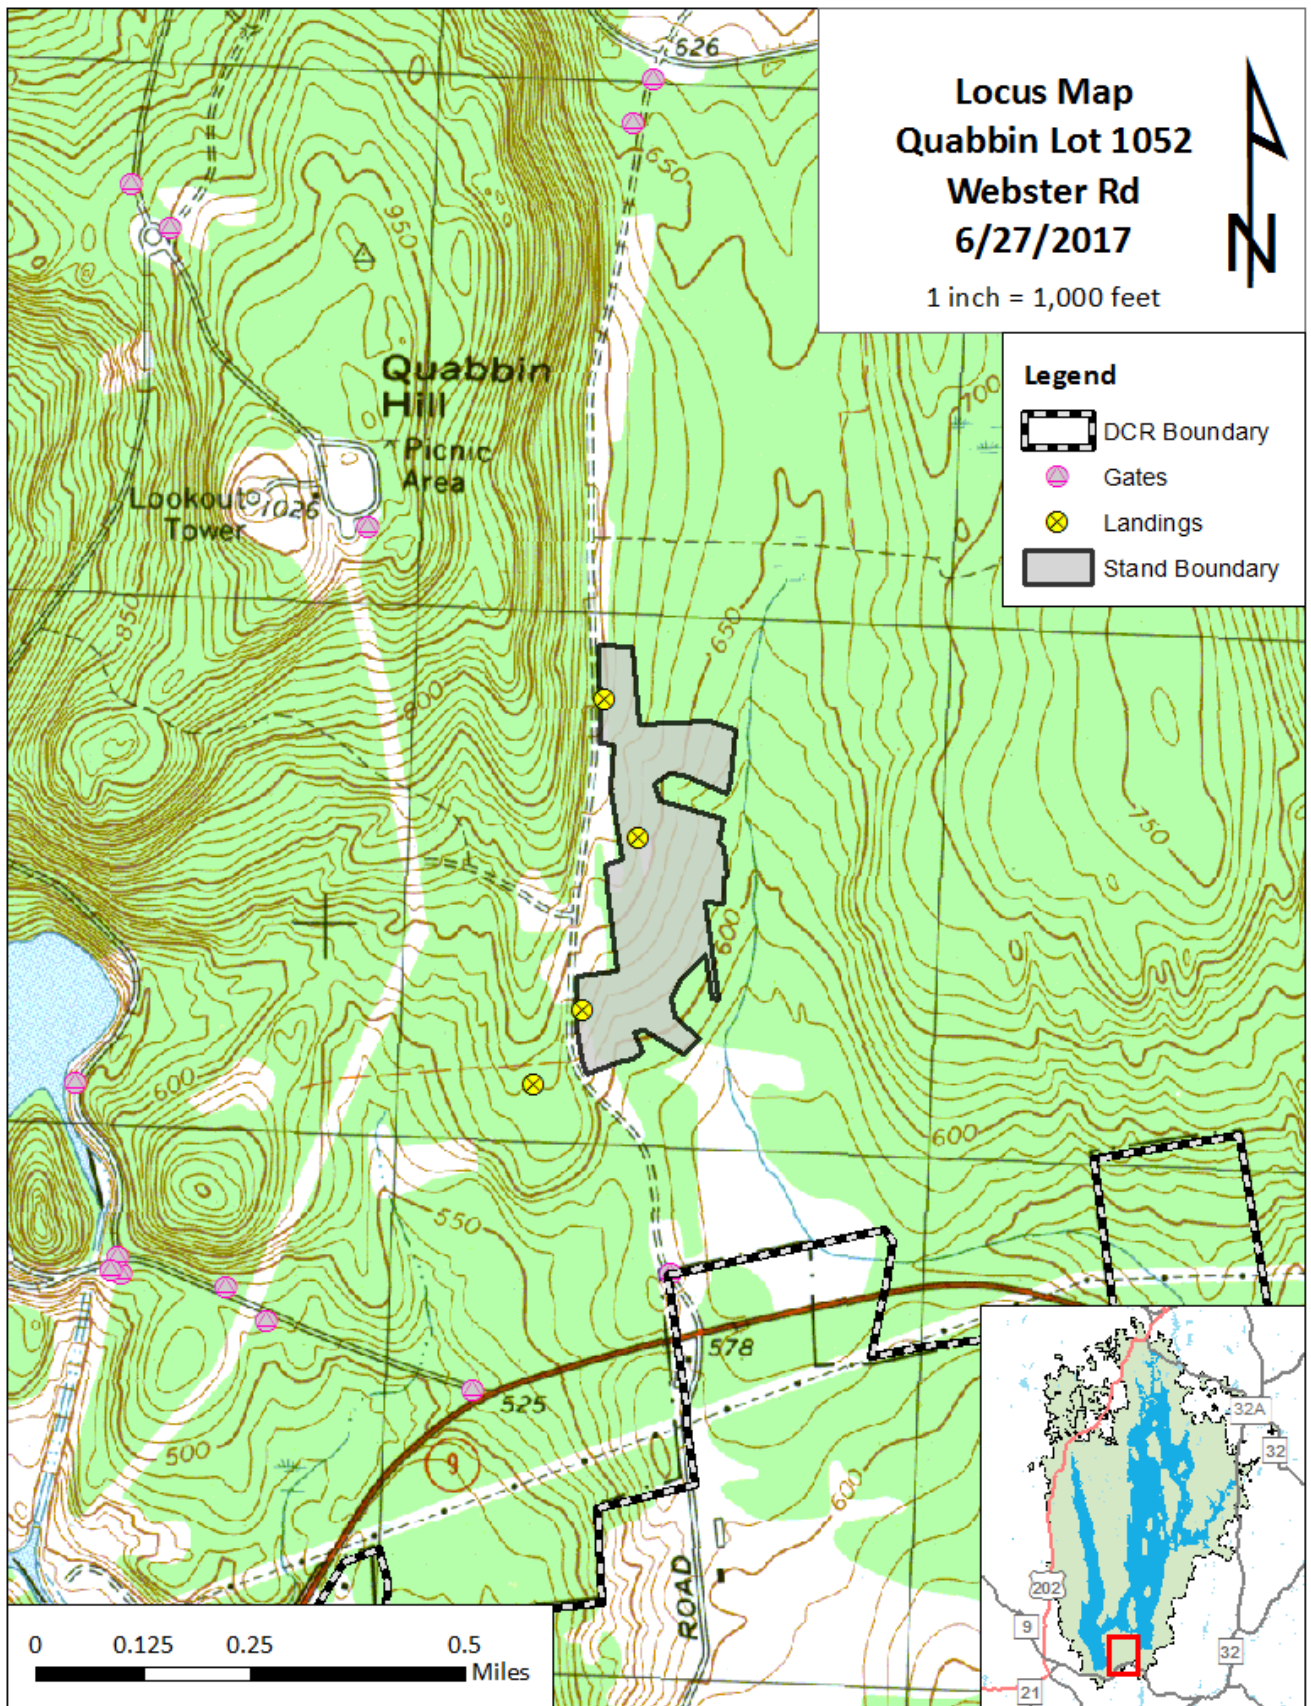 Locus Map
Quabbin Lot 1052
Webster Rd
6/27/2017
1 inch = 1,000 feet
N
Legend
DCR Boundary
Gates
Landings
Stand Boundary
626
650
950
Quabbin
Hill
Picnic
Area
Lookout
Tower
1026
700
850
650
800
750
600
600
600
550
578
525
500
9
600
ROAD
0 0.125 0.25 0.5
Miles
32A
32
202
9
32
21